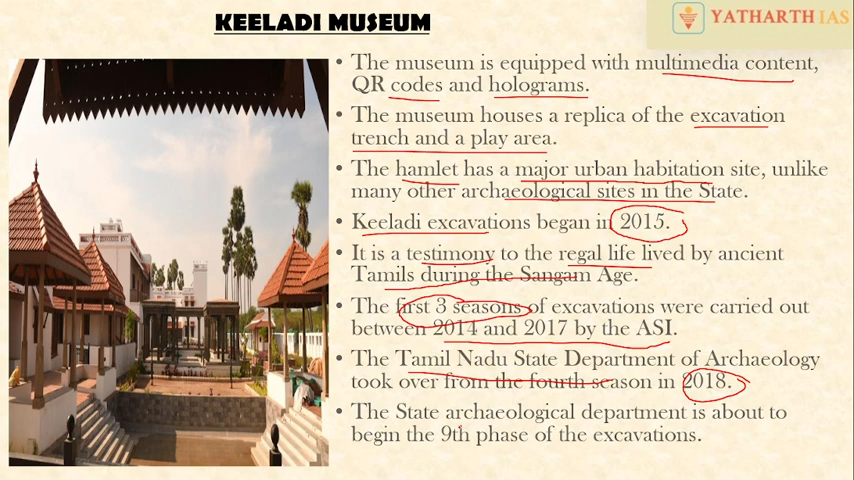 KEELADI MUSEUM
YATHARTH IAS
• The museum is equipped with multimedia content,
QR codes and holograms.
• The museum houses a replica of the excavation
trench and a play area.
• The hamlet has a major urban habitation site, unlike
many other archaeological sites in the State.
• Keeladi excavations began in 2015.
• It is a testimony to the regal life lived by ancient
Tamils during the Sangam Age.
• The first 3 seasons of excavations were carried out
between 2014 and 2017 by the ASI.
• The Tamil Nadu State Department of Archaeology
took over from the fourth season in 2018.
• The State archaeological department is about to
begin the 9th phase of the excavations.